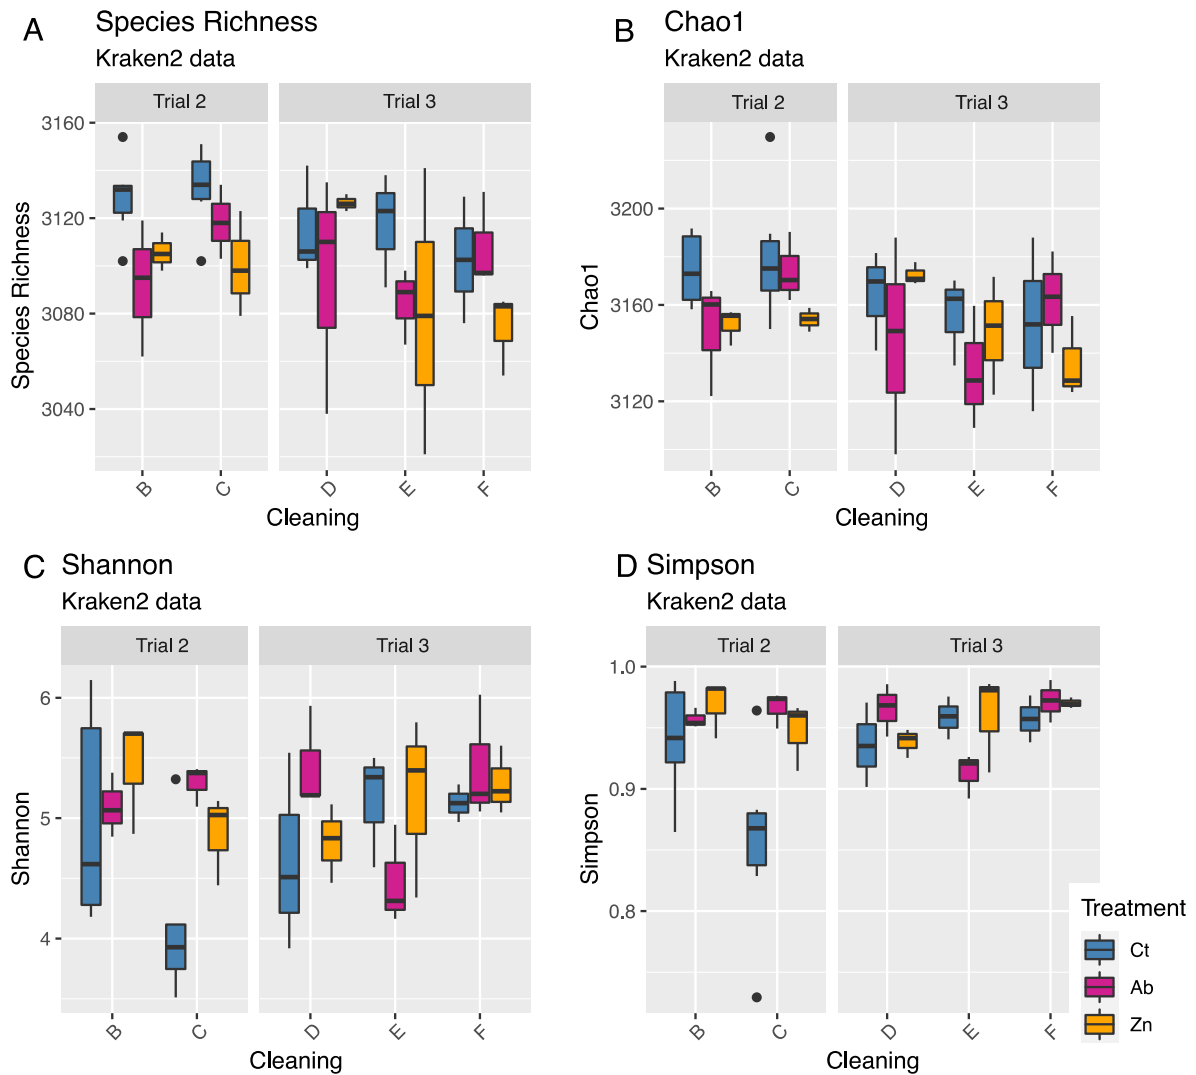 A Species Richness
Kraken2 data
Trial 2 Trial 3
Species Richness
3160
3120
3080
3040
B C D E F
Cleaning
B Chao1
Kraken2 data
Trial 2 Trial 3
Chao1
3200
3160
3120
B C D E F
Cleaning
C Shannon
Kraken2 data
Trial 2 Trial 3
Shannon
6
5
4
B C D E F
Cleaning
D Simpson
Kraken2 data
Trial 2 Trial 3
Simpson
1.0
0.9
0.8
B C D E F
Cleaning
Treatment
Ct
Ab
Zn